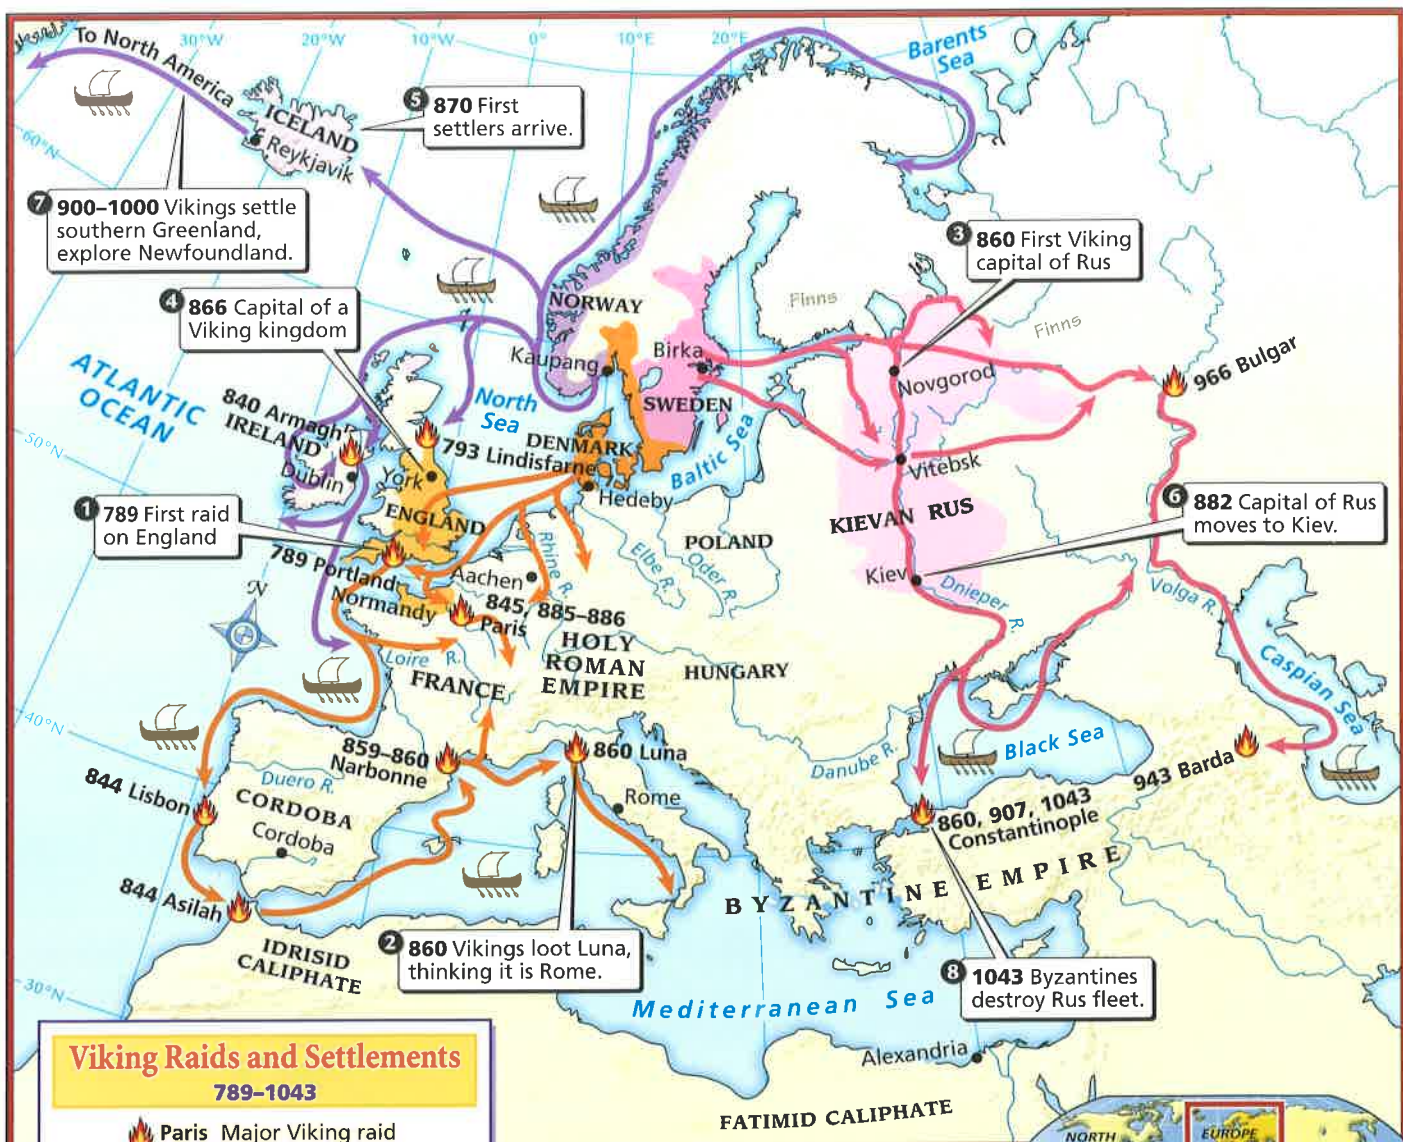 To North America
30°W
20°W
10°W
0°
10°E
20°E
Barents
Sea
60°N
ICELAND
Reykjavik
5 870 First
settlers arrive.
7 900–1000 Vikings settle
southern Greenland,
explore Newfoundland.
3 860 First Viking
capital of Rus
4 866 Capital of a
Viking kingdom
NORWAY
Finns
Finns
Kaupang
Birka
Novgorod
966 Bulgar
ATLANTIC
OCEAN
North
Sea
SWEDEN
840 Armagh
IRELAND
Dublin
50°N
793 Lindisfarne
DENMARK
Baltic Sea
York
Hedeby
Vitebsk
1 789 First raid
on England
ENGLAND
KIEVAN RUS
6 882 Capital of Rus
moves to Kiev.
789 Portland
Rhine R.
Elbe R.
Oder R.
POLAND
Aachen
Kiev
Dnieper R.
Volga R.
N
Normandy
845, 885–886
Paris
HOLY
ROMAN
EMPIRE
HUNGARY
Loire R.
FRANCE
Caspian Sea
40°N
859–860
Narbonne
860 Luna
Danube R.
Black Sea
943 Barda
Duero R.
844 Lisbon
CORDOBA
Cordoba
Rome
860, 907, 1043
Constantinople
BYZANTINE EMPIRE
844 Asilah
IDRISID
CALIPHATE
2 860 Vikings loot Luna,
thinking it is Rome.
8 1043 Byzantines
destroy Rus fleet.
30°N
Mediterranean Sea
Alexandria
FATIMID CALIPHATE
Viking Raids and Settlements
789–1043
Paris Major Viking raid
NORTH
EUROPE